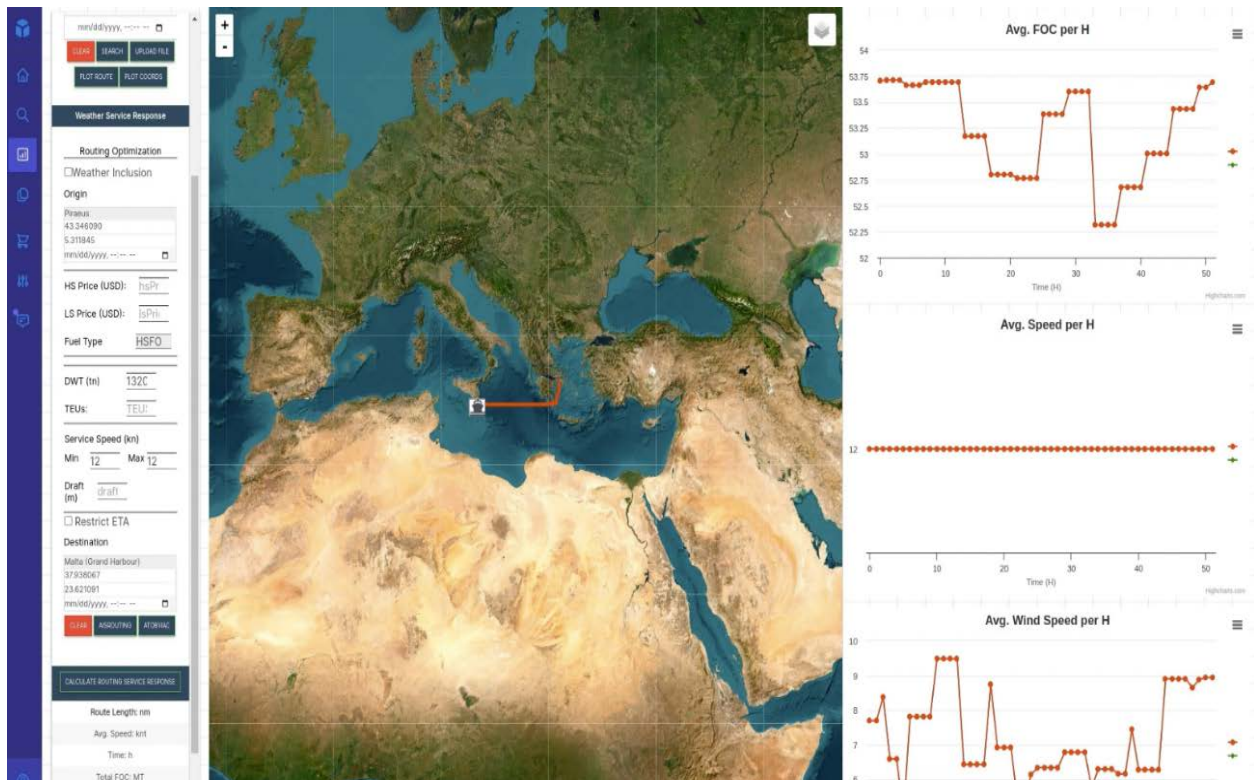 mm/dd/yyyy, --:-- --
CLEAR SEARCH UPLOAD FILE
PLOT ROUTE PLOT COORDS
Weather Service Response
Routing Optimization
Weather Inclusion
Origin
Piraeus
43.346090
5.311845
mm/dd/yyyy, --:-- --
HS Price (USD): hsPr
LS Price (USD): lsPri
Fuel Type HSFO
DWT (tn) 132C
TEUs: TEU:
Service Speed (kn)
Min 12 Max 12
Draft (m) draft
Restrict ETA
Destination
Malta (Grand Harbour)
37.938067
23.621091
mm/dd/yyyy, --:-- --
CLEAR AISROUTING ATOBVIAC
CALCULATE ROUTING SERVICE RESPONSE
Route Length: nm
Avg. Speed: knt
Time: h
Total FOC: MT
+
-
Avg. FOC per H
54
53.75
53.5
53.25
53
52.75
52.5
52.25
52
0 10 20 30 40 50
Time (H)
Highcharts.com
Avg. Speed per H
12
0 10 20 30 40 50
Time (H)
Highcharts.com
Avg. Wind Speed per H
10
9
8
7
6